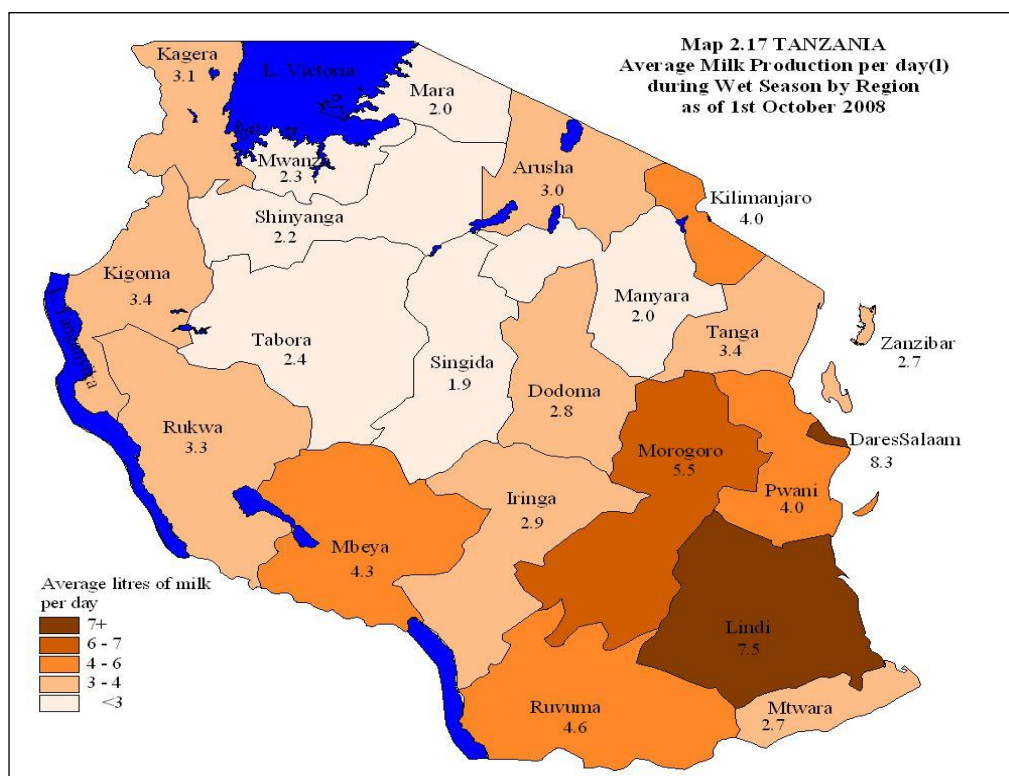 Map 2.17 TANZANIA
Average Milk Production per day(l)
during Wet Season by Region
as of 1st October 2008
Kagera
3.1
L. Victoria
Mara
2.0
Mwanza
2.3
Arusha
3.0
Kilimanjaro
4.0
Shinyanga
2.2
Kigoma
3.4
Manyara
2.0
Tanga
3.4
Zanzibar
2.7
Tabora
2.4
Singida
1.9
Dodoma
2.8
Rukwa
3.3
Morogoro
5.5
DaresSalaam
8.3
Pwani
4.0
Iringa
2.9
Mbeya
4.3
Lindi
7.5
Ruvuma
4.6
Mtwara
2.7
Average litres of milk
per day
7+
6 - 7
4 - 6
3 - 4
<3